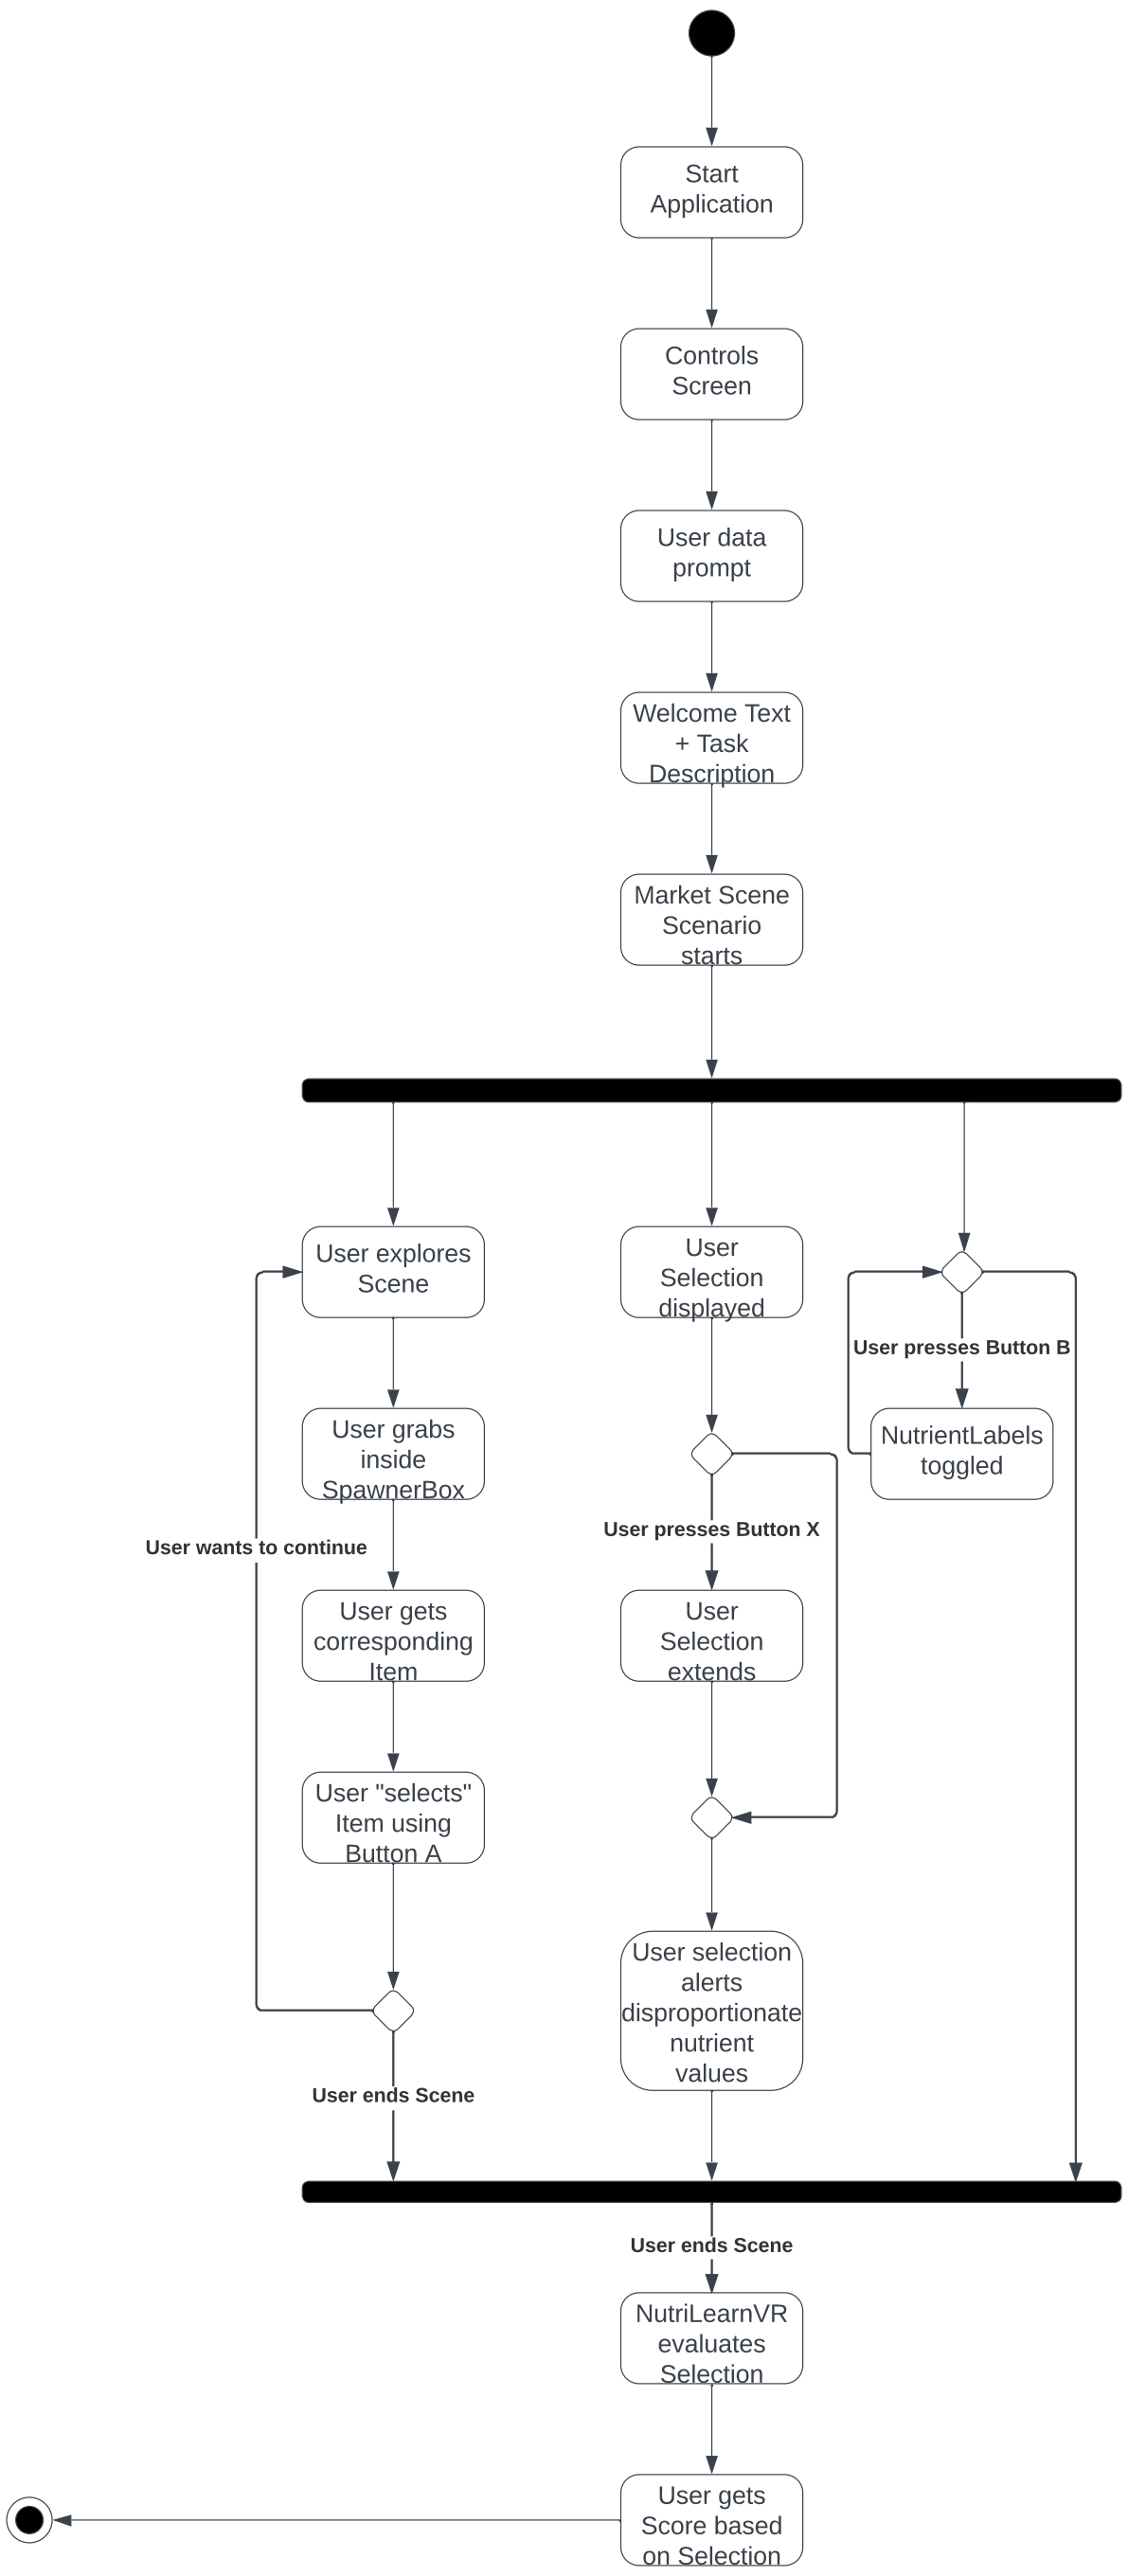 Start
Application
Controls
Screen
User data
prompt
Welcome Text
+ Task
Description
Market Scene
Scenario
starts
User explores
Scene
User grabs
inside
SpawnerBox
User wants to continue
User gets
corresponding
Item
User "selects"
Item using
Button A
User ends Scene
User
Selection
displayed
User presses Button X
User
Selection
extends
User selection
alerts
disproportionate
nutrient
values
User presses Button B
NutrientLabels
toggled
User ends Scene
NutriLearnVR
evaluates
Selection
User gets
Score based
on Selection